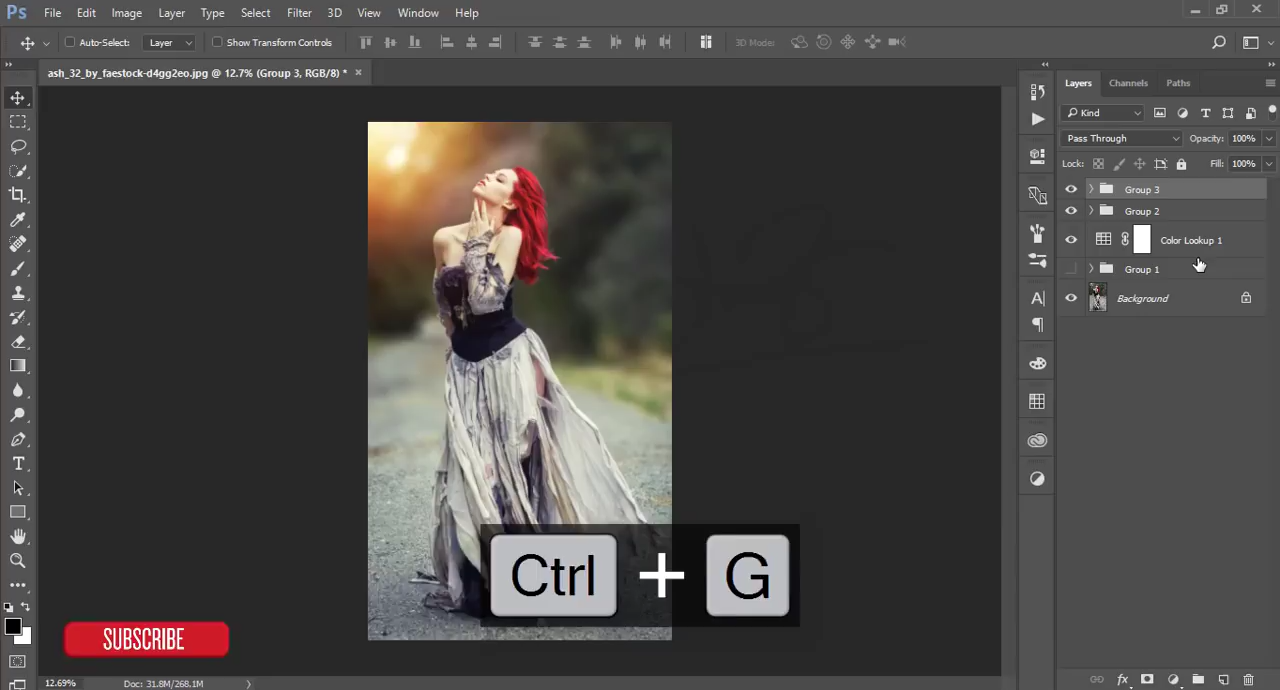 Ps File Edit Image Layer Type Select Filter 3D View Window Help
Auto-Select: Layer Show Transform Controls 3D Modes
ash_32_by_faestock-d4gg2eo.jpg @ 12.7% (Group 3, RGB/8) * ×
Layers Channels Paths
Kind
Pass Through Opacity: 100%
Lock: Fill: 100%
Group 3
Group 2
Color Lookup 1
Group 1
Background
Ctrl + G
SUBSCRIBE
12.69% Doc: 31.8M/268.1M